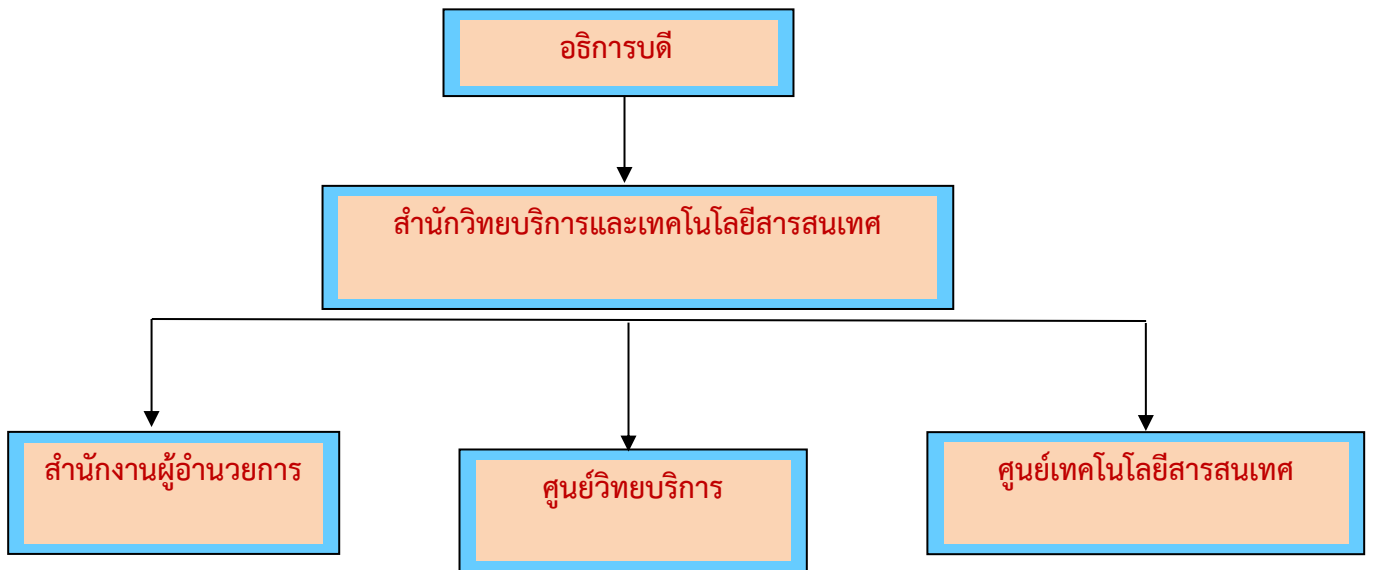 อธิการบดี
สำนักวิทยบริการและเทคโนโลยีสารสนเทศ
สำนักงานผู้อำนวยการ
ศูนย์วิทยบริการ
ศูนย์เทคโนโลยีสารสนเทศ